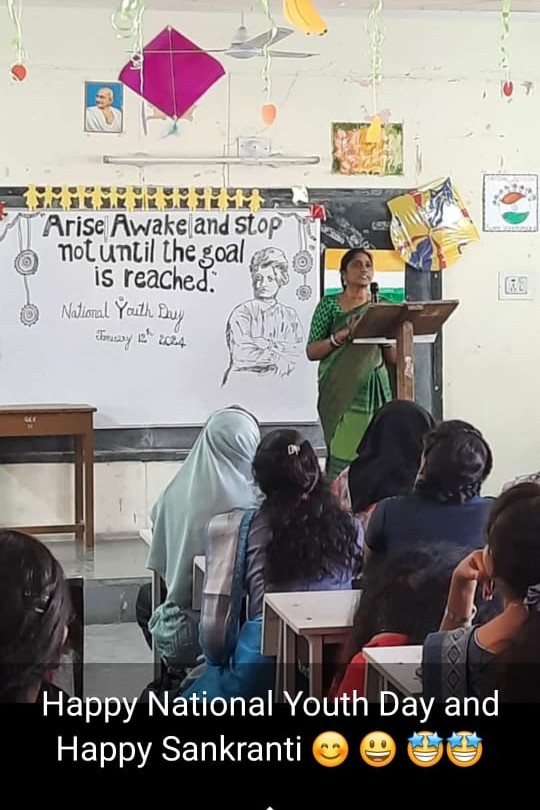 Arise, Awake, and stop
not until the goal
is reached."
National Youth Day
January 12th 2024
Happy National Youth Day and
Happy Sankranti 😊 😃 🤩🤩